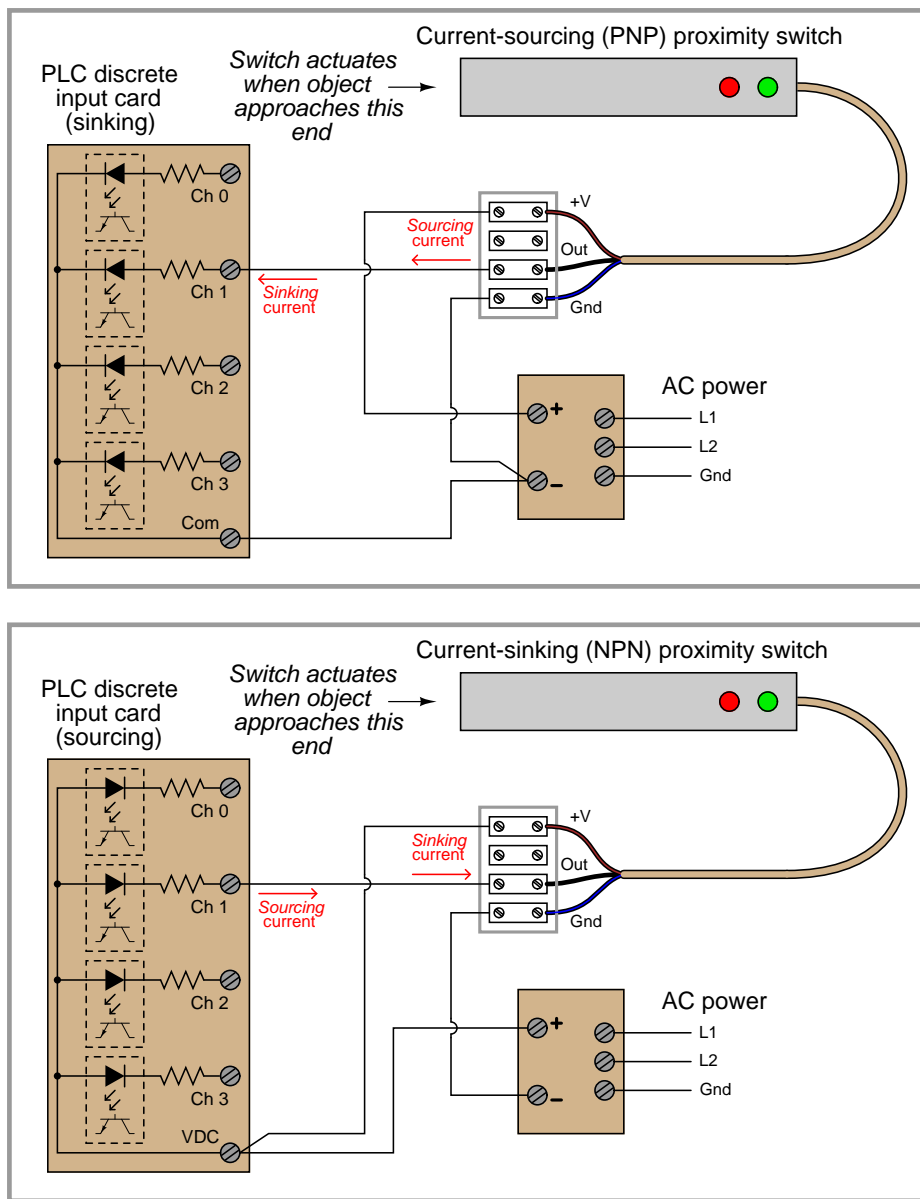 Current-sourcing (PNP) proximity switch
Switch actuates
when object
approaches this
end
PLC discrete
input card
(sinking)
Ch 0
Ch 1
Ch 2
Ch 3
Com
Sourcing
current
Sinking
current
+V
Out
Gnd
AC power
+
L1
L2
–
Gnd
Current-sinking (NPN) proximity switch
Switch actuates
when object
approaches this
end
PLC discrete
input card
(sourcing)
Ch 0
Ch 1
Ch 2
Ch 3
VDC
Sinking
current
Sourcing
current
+V
Out
Gnd
AC power
+
L1
L2
–
Gnd